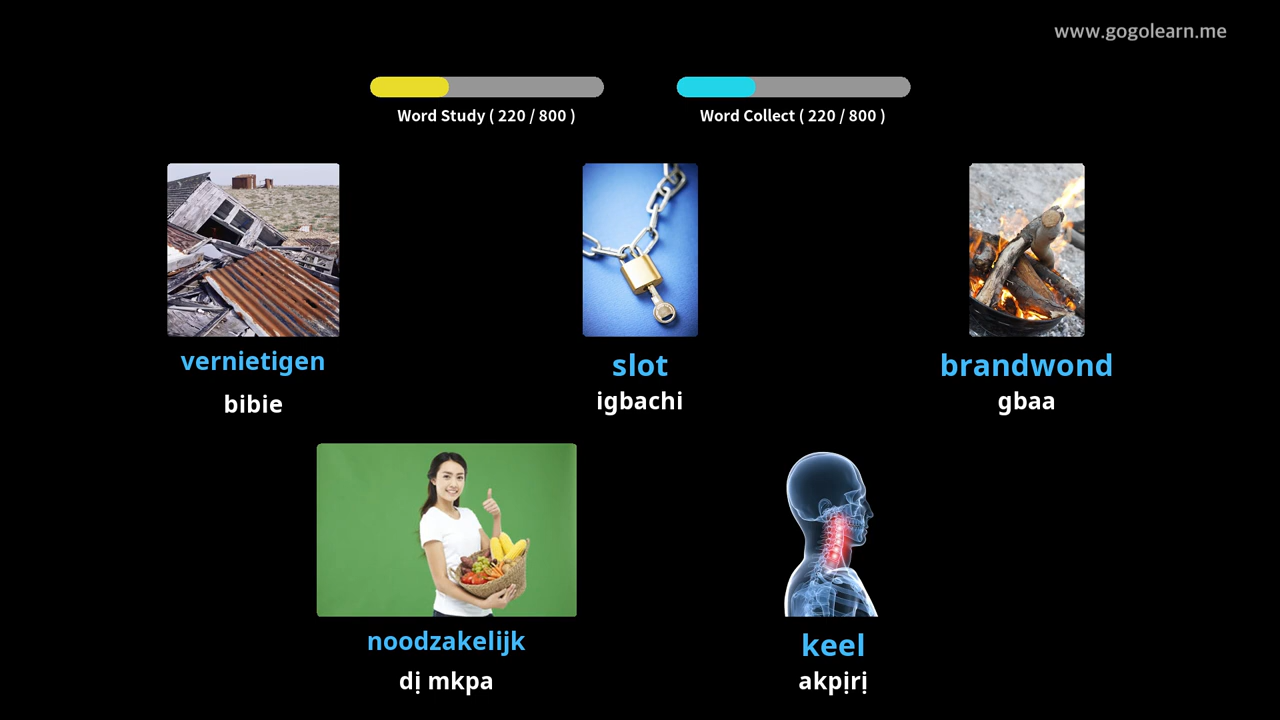 www.gogolearn.me
Word Study ( 220 / 800 )
Word Collect ( 220 / 800 )
vernietigen
bibie
slot
igbachi
brandwond
gbaa
noodzakelijk
dị mkpa
keel
akpịrị